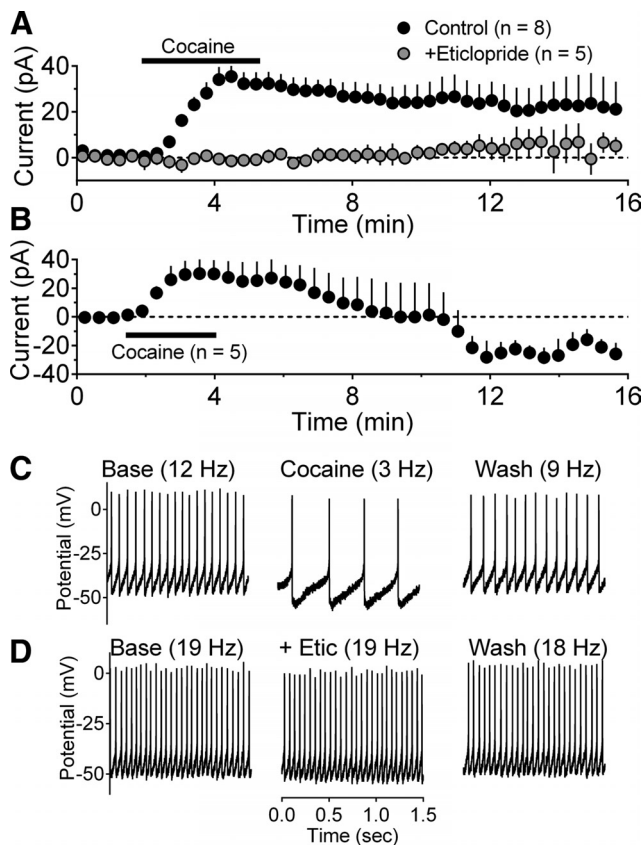 A
Cocaine
Control (n = 8)
+Eticlopride (n = 5)
Current (pA)
40
20
0
0 4 8 12 16
Time (min)
B
Current (pA)
40
20
0
-20
-40
Cocaine (n = 5)
0 4 8 12 16
Time (min)
C
Base (12 Hz) Cocaine (3 Hz) Wash (9 Hz)
Potential (mV)
0
-25
-50
D
Base (19 Hz) + Etic (19 Hz) Wash (18 Hz)
Potential (mV)
0
-25
-50
0.0 0.5 1.0 1.5
Time (sec)